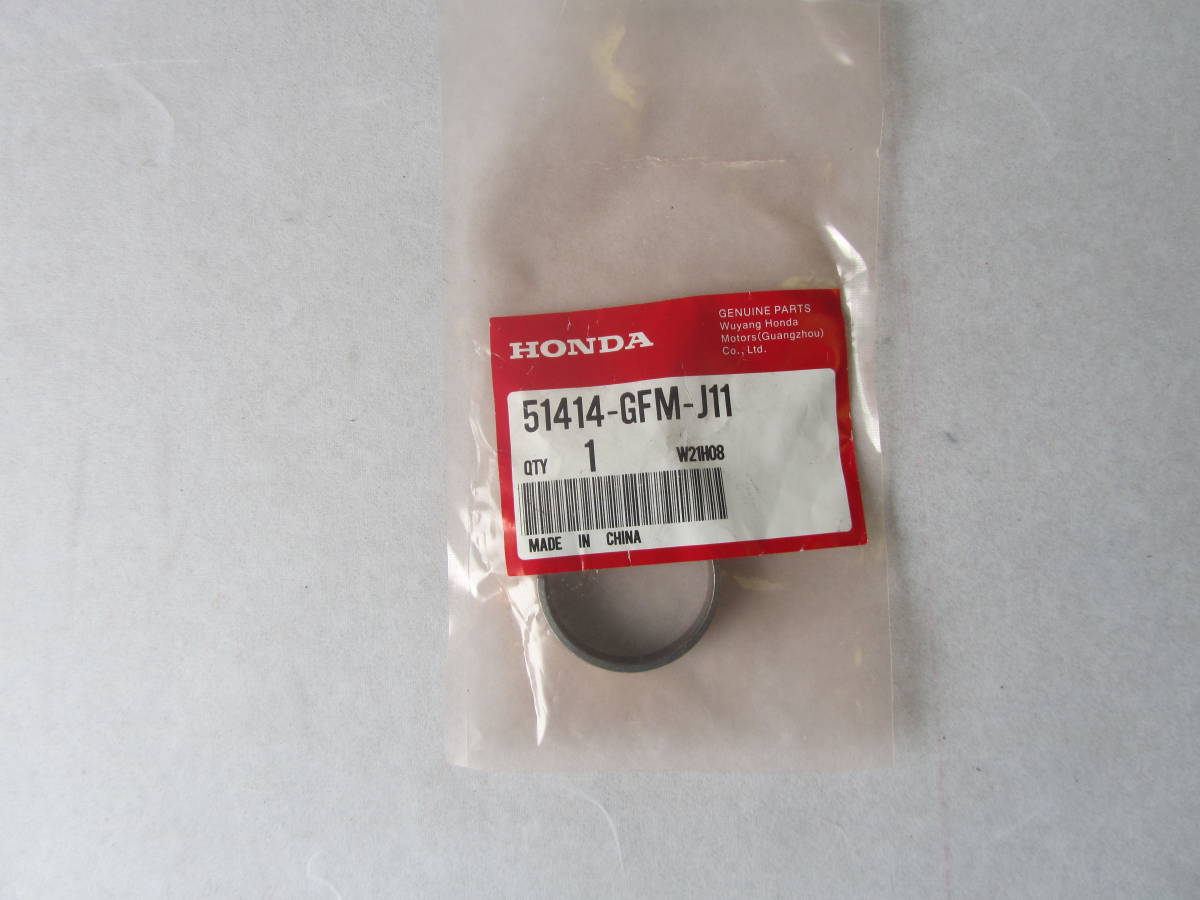 HONDA
GENUINE PARTS
Wuyang Honda
Motors(Guangzhou)
Co., Ltd.
51414-GFM-J11
QTY 1 W21H08
MADE IN CHINA